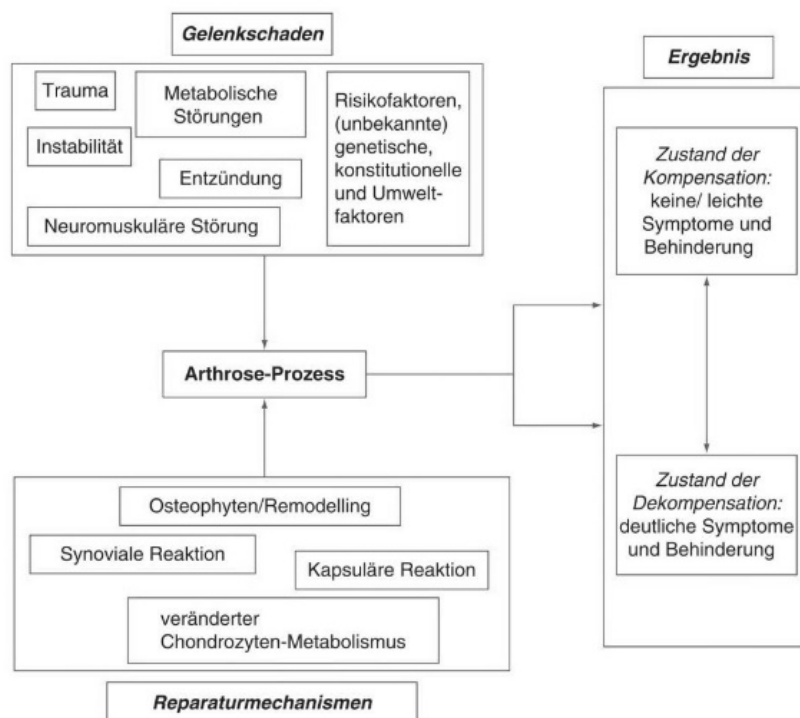 Gelenkschaden
Trauma
Metabolische
Störungen
Instabilität
Entzündung
Neuromuskuläre Störung
Risikofaktoren,
(unbekannte)
genetische,
konstitutionelle
und Umwelt-
faktoren
Arthrose-Prozess
Osteophyten/Remodelling
Synoviale Reaktion
Kapsuläre Reaktion
veränderter
Chondrozyten-Metabolismus
Reparaturmechanismen
Ergebnis
Zustand der
Kompensation:
keine/ leichte
Symptome und
Behinderung
Zustand der
Dekompensation:
deutliche Symptome
und Behinderung